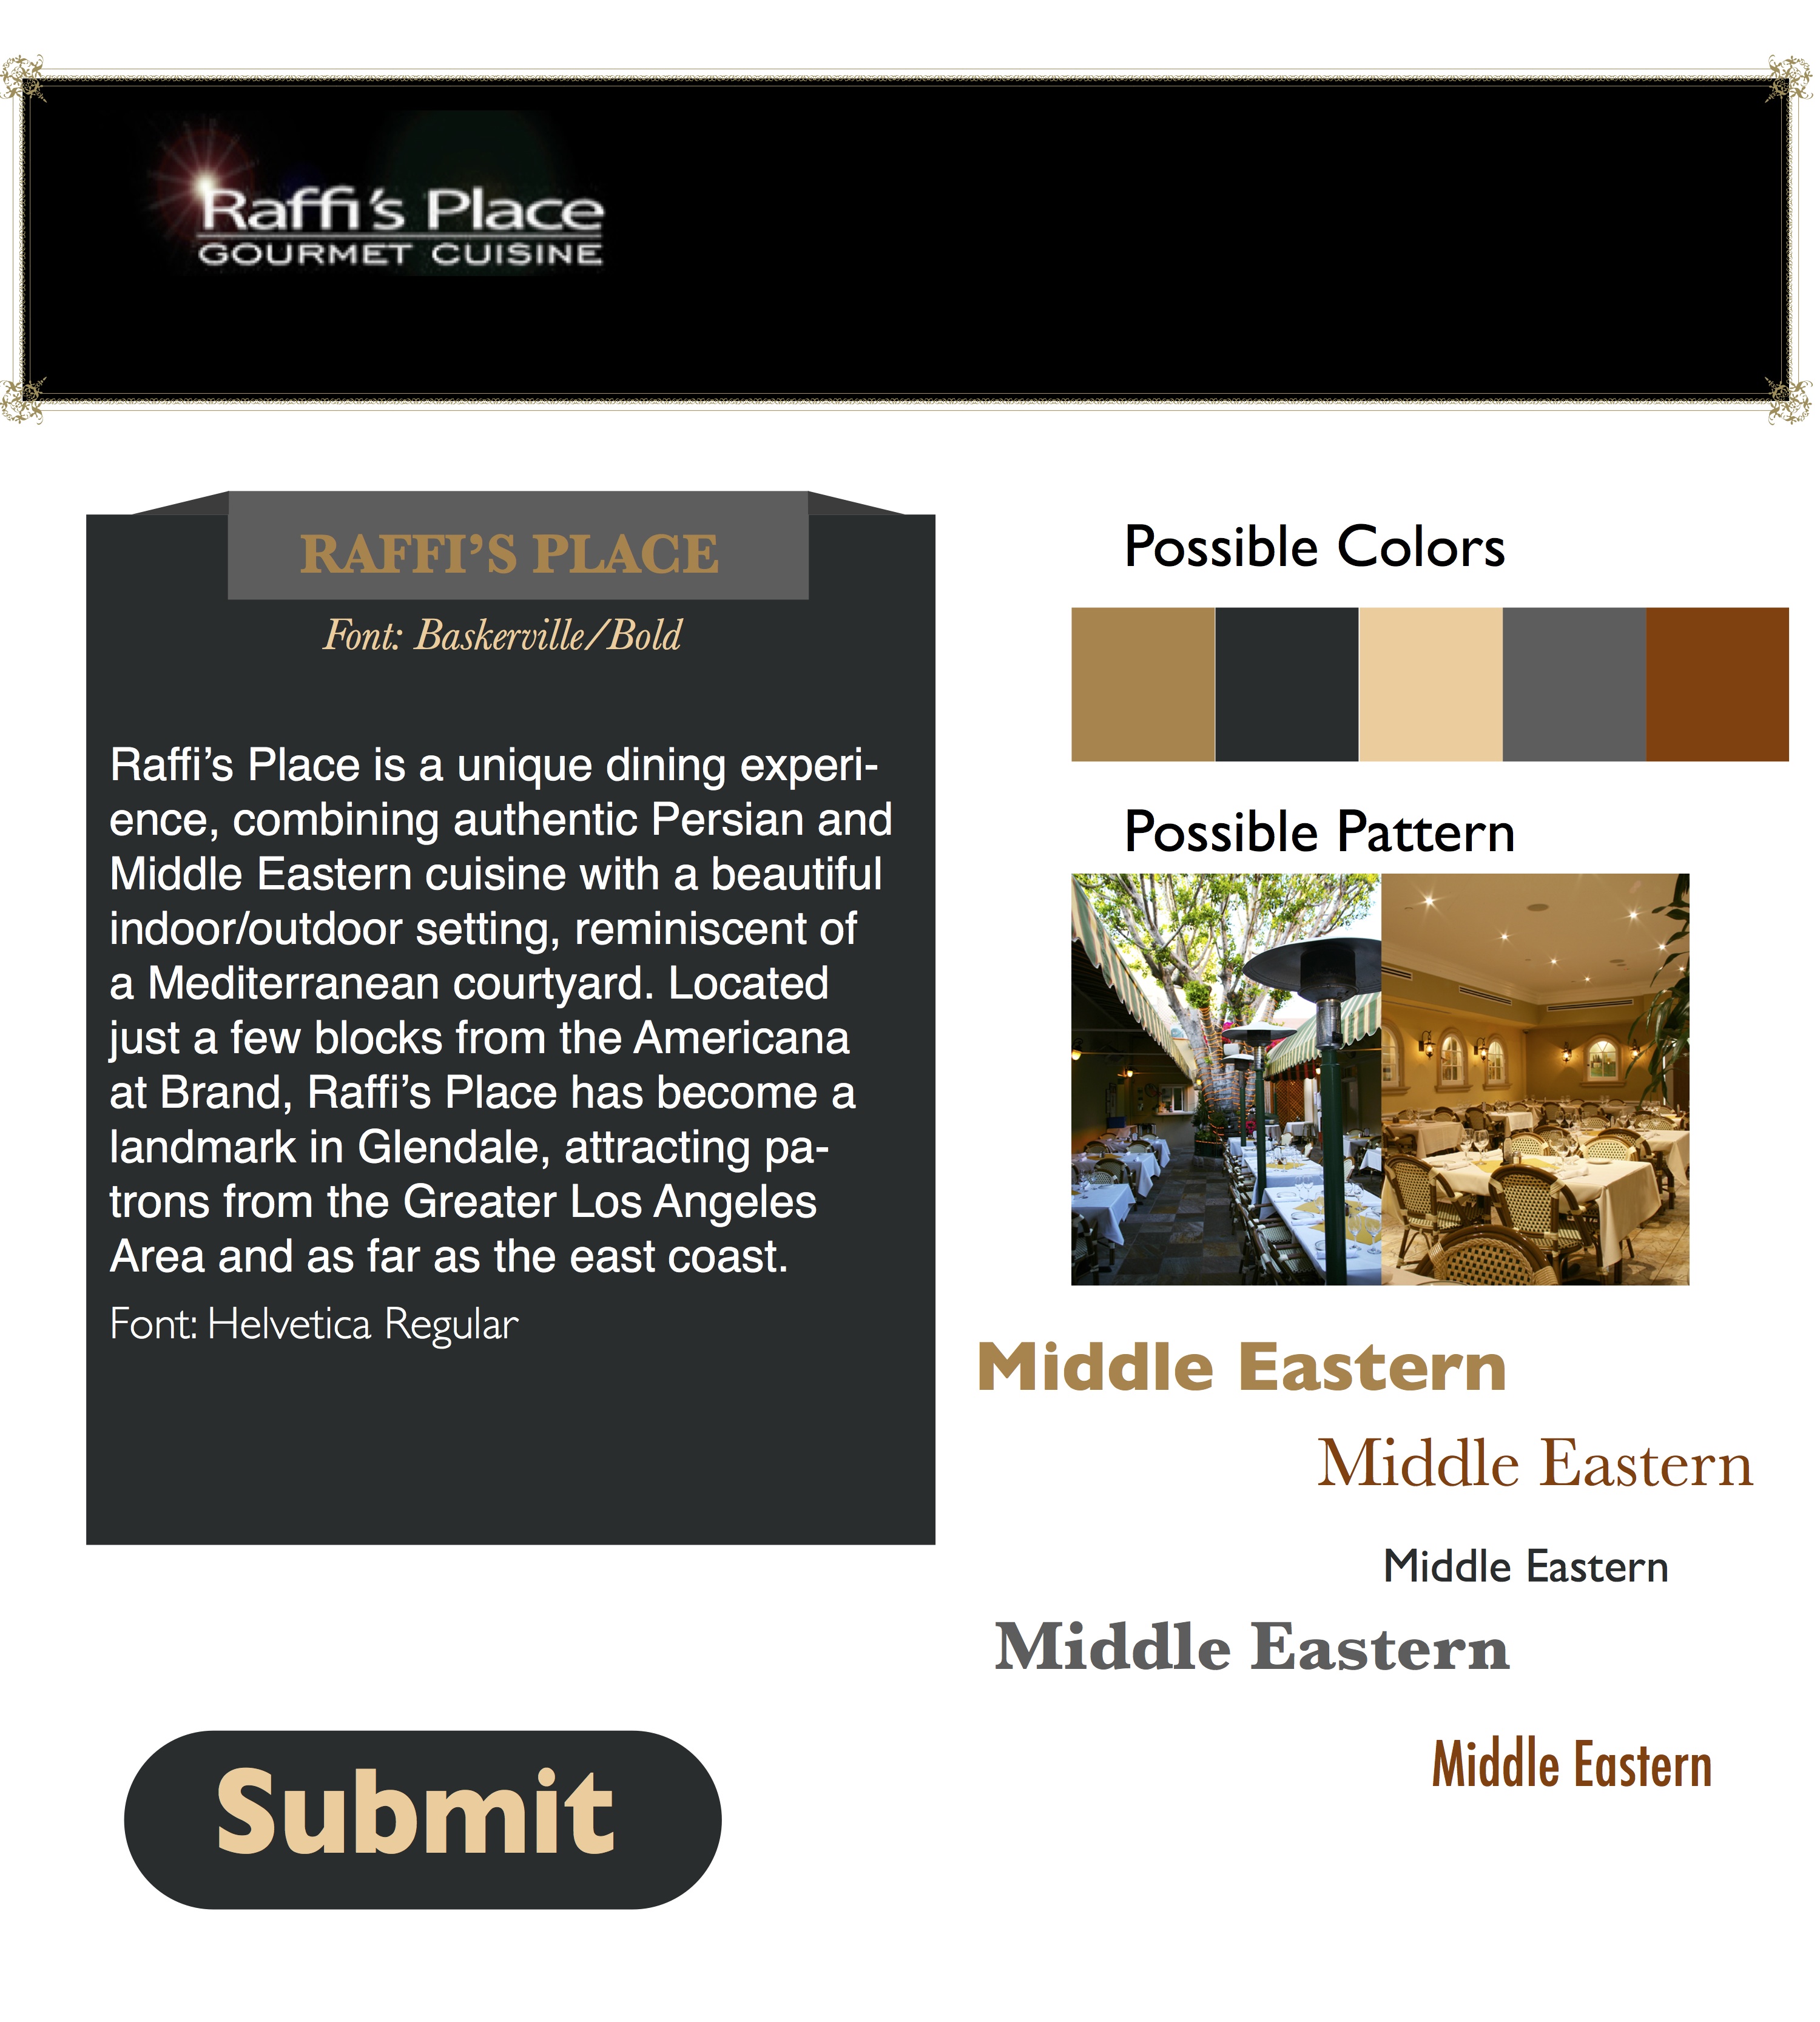 Raffi's Place
GOURMET CUISINE
RAFFI’S PLACE
Font: Baskerville/Bold
Raffi’s Place is a unique dining experi-
ence, combining authentic Persian and
Middle Eastern cuisine with a beautiful
indoor/outdoor setting, reminiscent of
a Mediterranean courtyard. Located
just a few blocks from the Americana
at Brand, Raffi’s Place has become a
landmark in Glendale, attracting pa-
trons from the Greater Los Angeles
Area and as far as the east coast.
Font: Helvetica Regular
Submit
Possible Colors
Possible Pattern
Middle Eastern
Middle Eastern
Middle Eastern
Middle Eastern
Middle Eastern